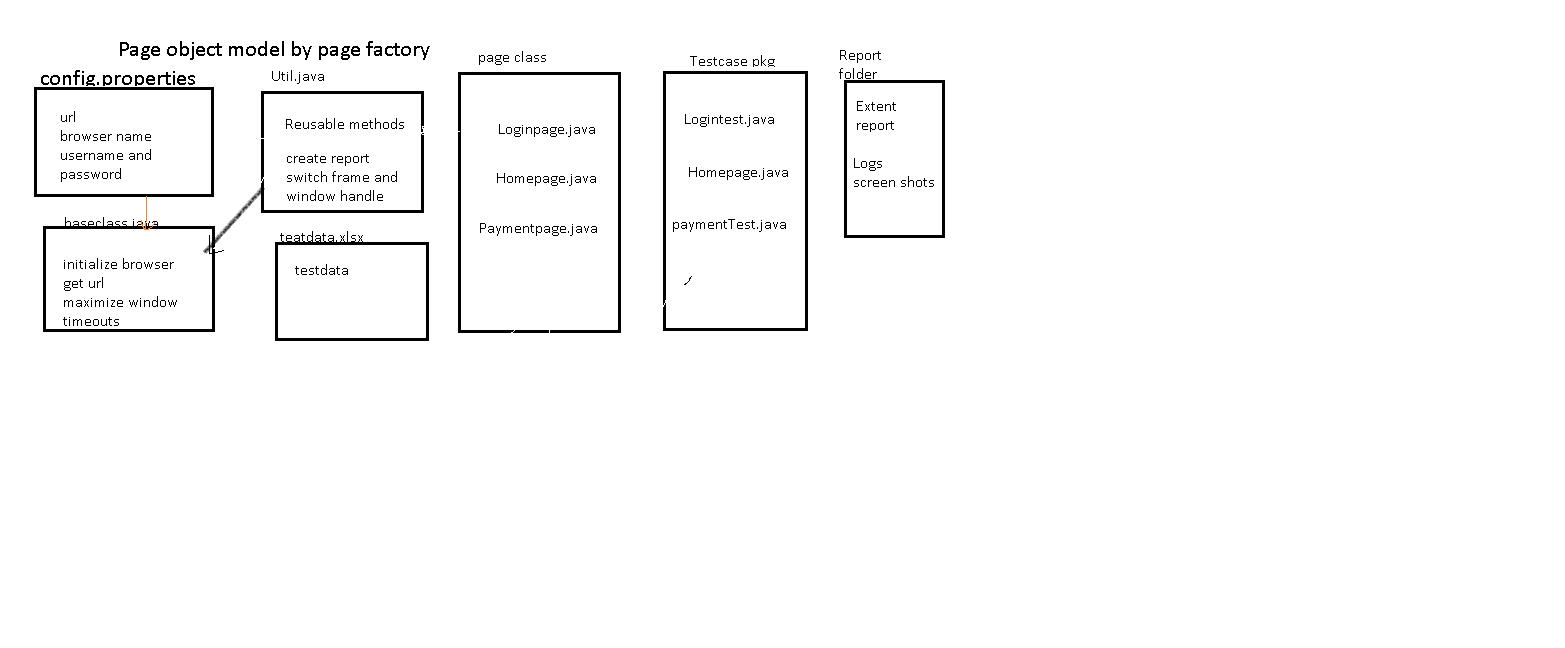 Page object model by page factory
config.properties
url
browser name
username and
password
baseclass.java
initialize browser
get url
maximize window
timeouts
Util.java
Reusable methods
create report
switch frame and
window handle
teatdata.xlsx
testdata
page class
Loginpage.java
Homepage.java
Paymentpage.java
Testcase pkg
Logintest.java
Homepage.java
paymentTest.java
Report
folder
Extent
report
Logs
screen shots